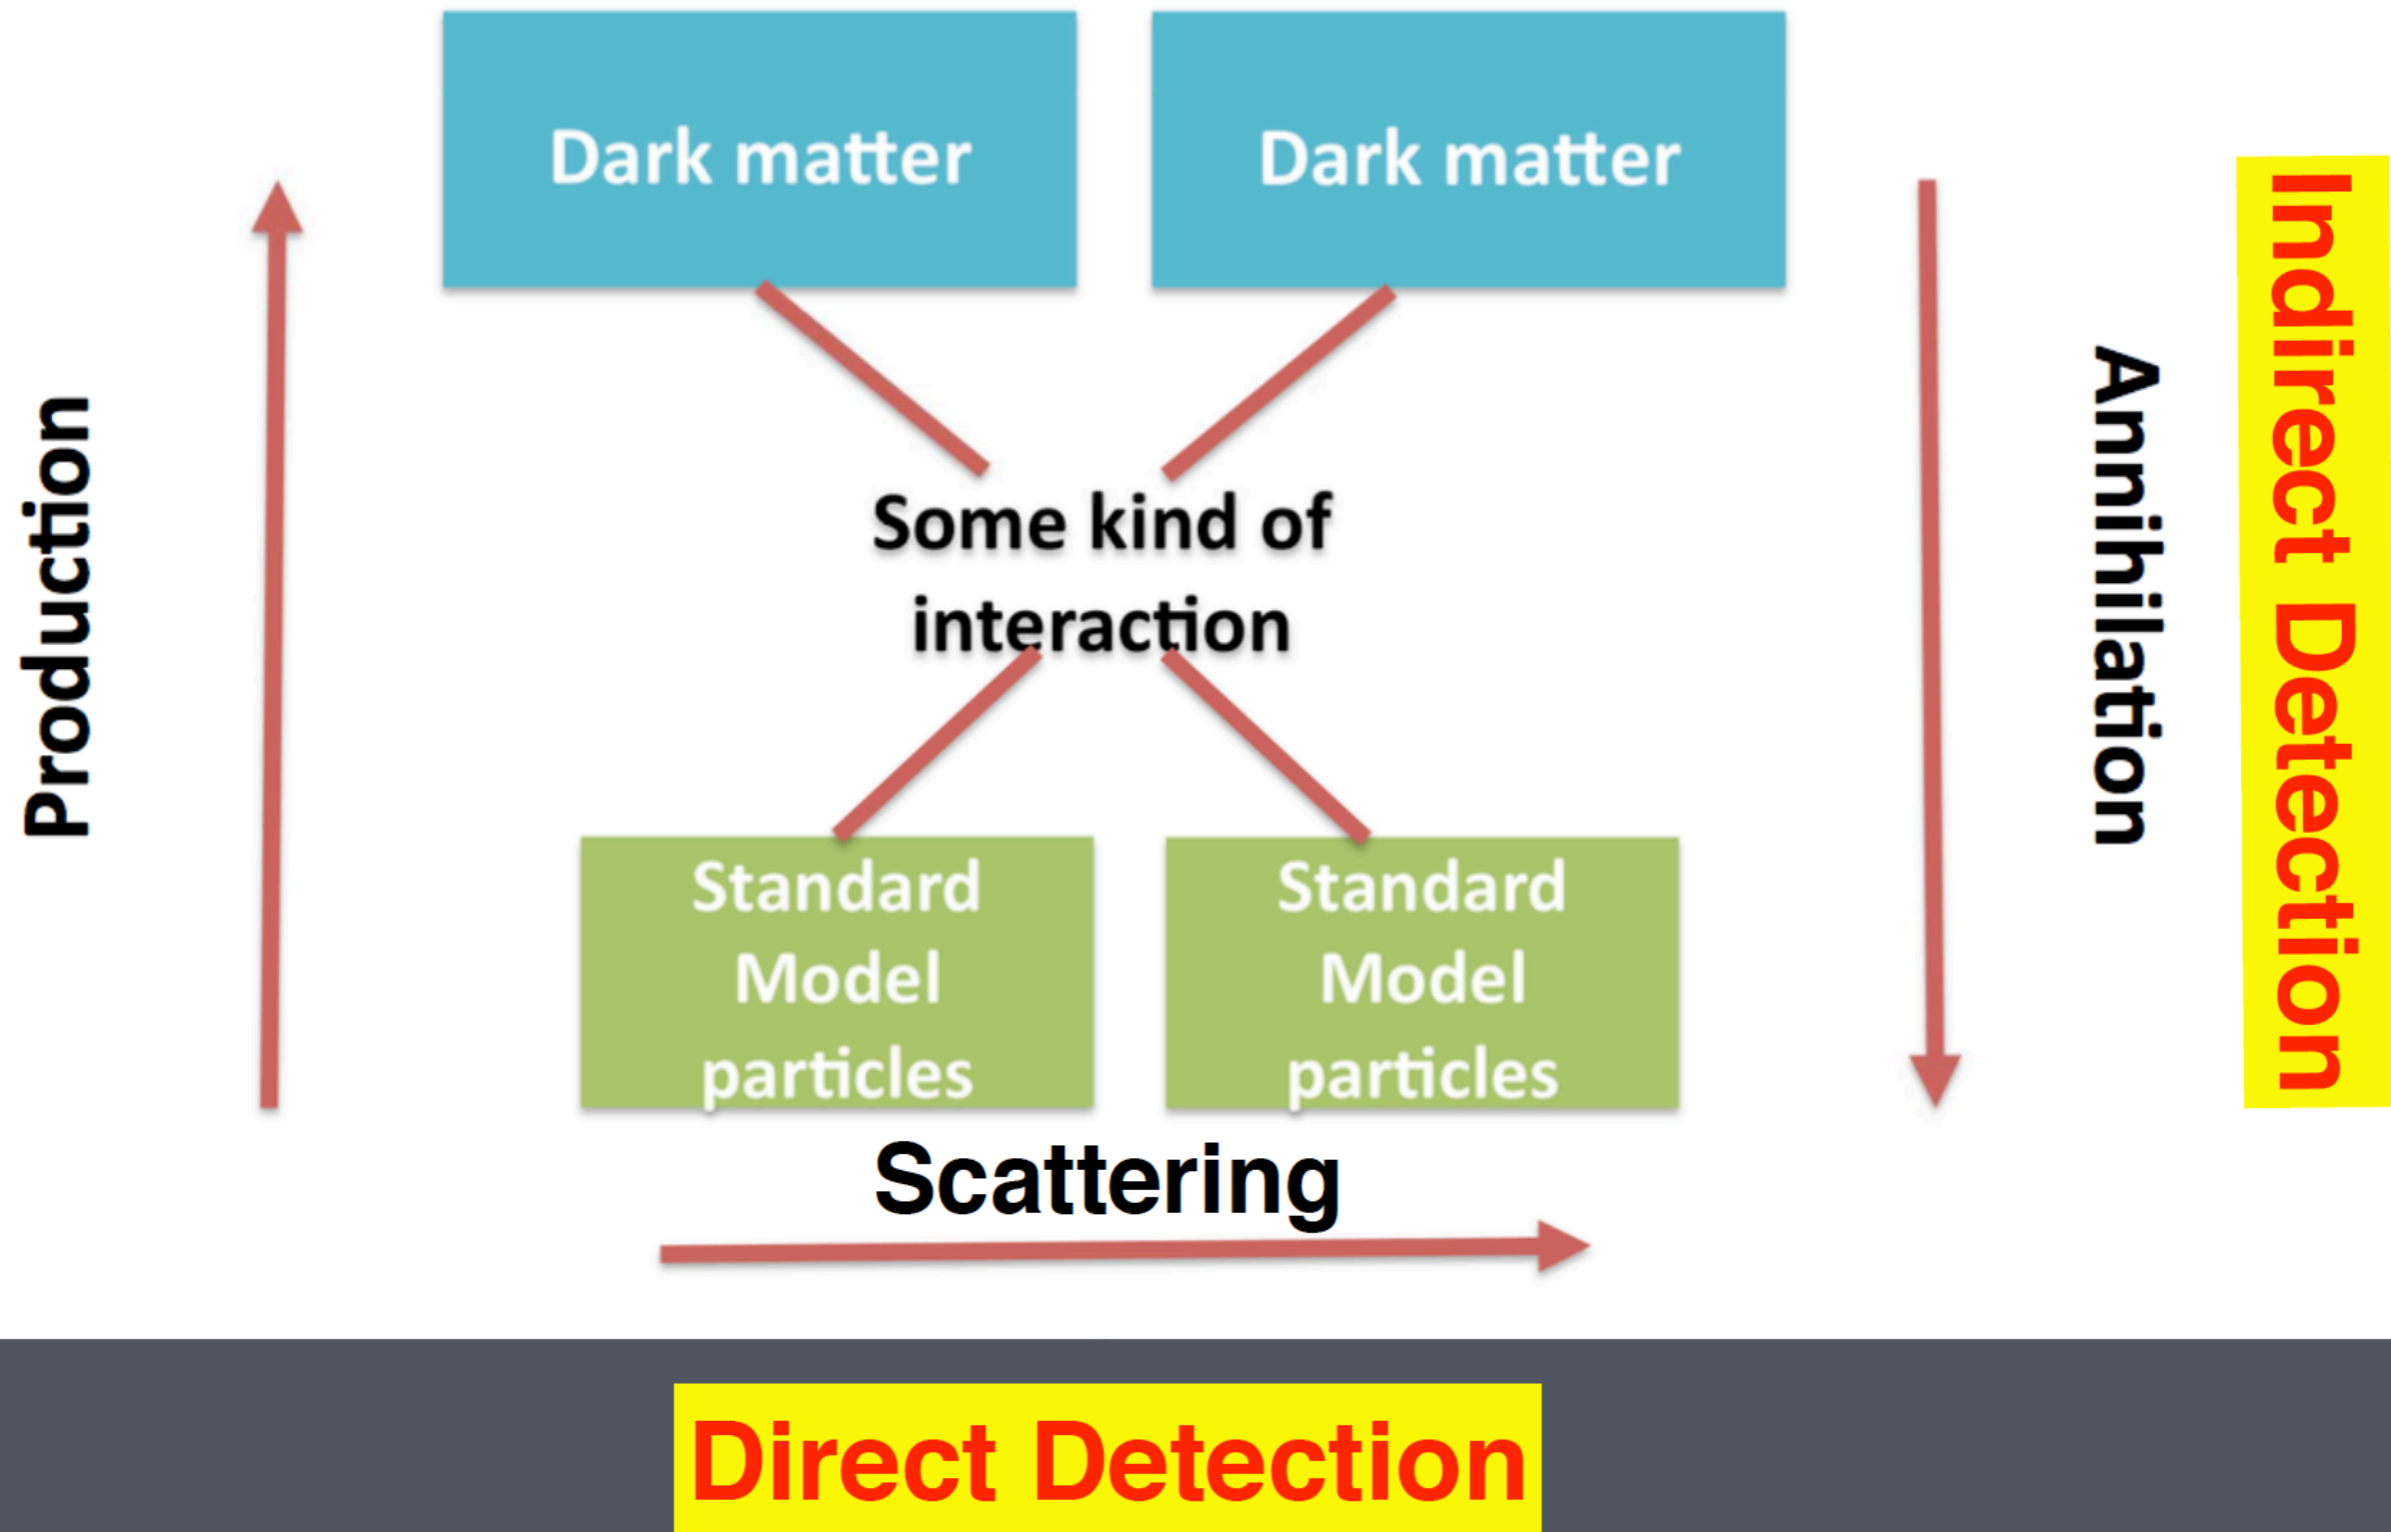 Dark matter
Dark matter
Production
Some kind of
interaction
Annihilation
Indirect Detection
Standard
Model
particles
Standard
Model
particles
Scattering
Direct Detection